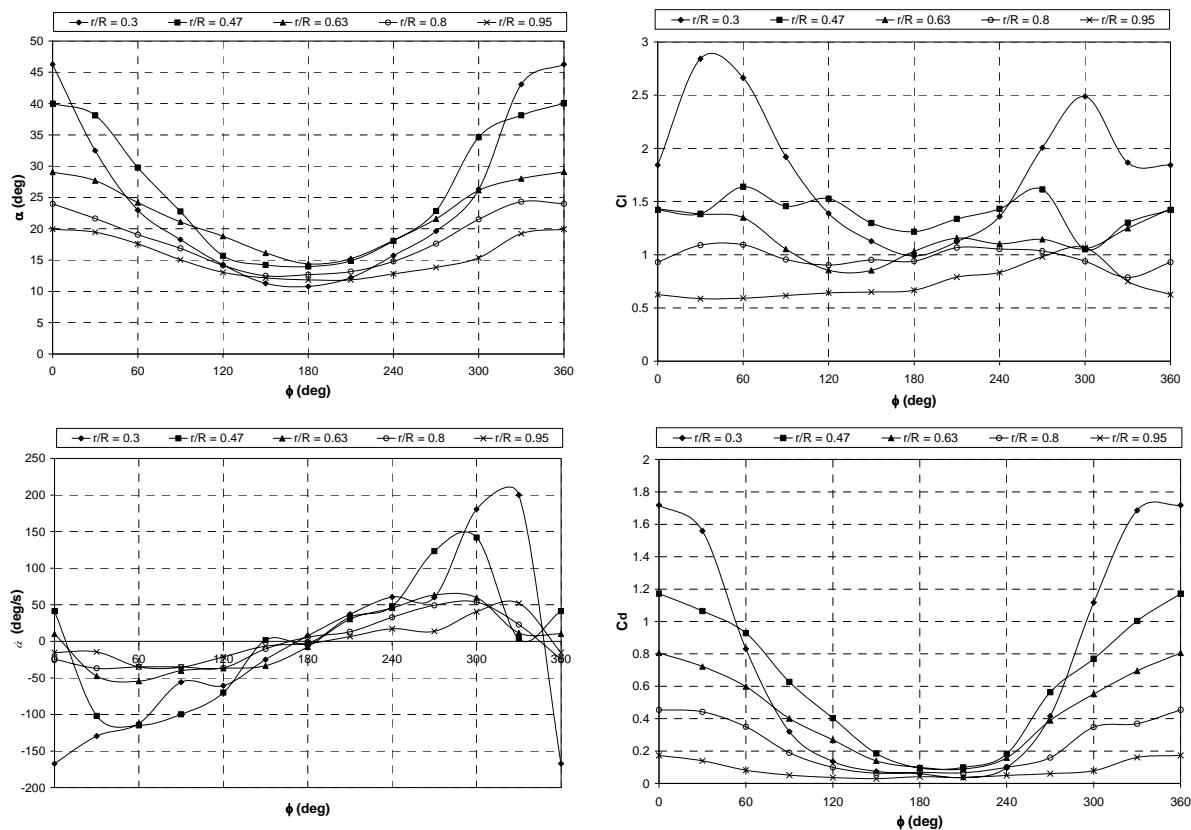 r/R = 0.3 r/R = 0.47 r/R = 0.63 r/R = 0.8 r/R = 0.95
50
45
40
35
30
25
20
15
10
5
0
α (deg)
0 60 120 180 240 300 360
ϕ (deg)
r/R = 0.3 r/R = 0.47 r/R = 0.63 r/R = 0.8 r/R = 0.95
3
2.5
2
1.5
1
0.5
0
Cl
0 60 120 180 240 300 360
ϕ (deg)
r/R = 0.3 r/R = 0.47 r/R = 0.63 r/R = 0.8 r/R = 0.95
250
200
150
100
50
0
-50
-100
-150
-200
α̇ (deg/s)
0 60 120 180 240 300 360
ϕ (deg)
r/R = 0.3 r/R = 0.47 r/R = 0.63 r/R = 0.8 r/R = 0.95
2
1.8
1.6
1.4
1.2
1
0.8
0.6
0.4
0.2
0
Cd
0 60 120 180 240 300 360
ϕ (deg)